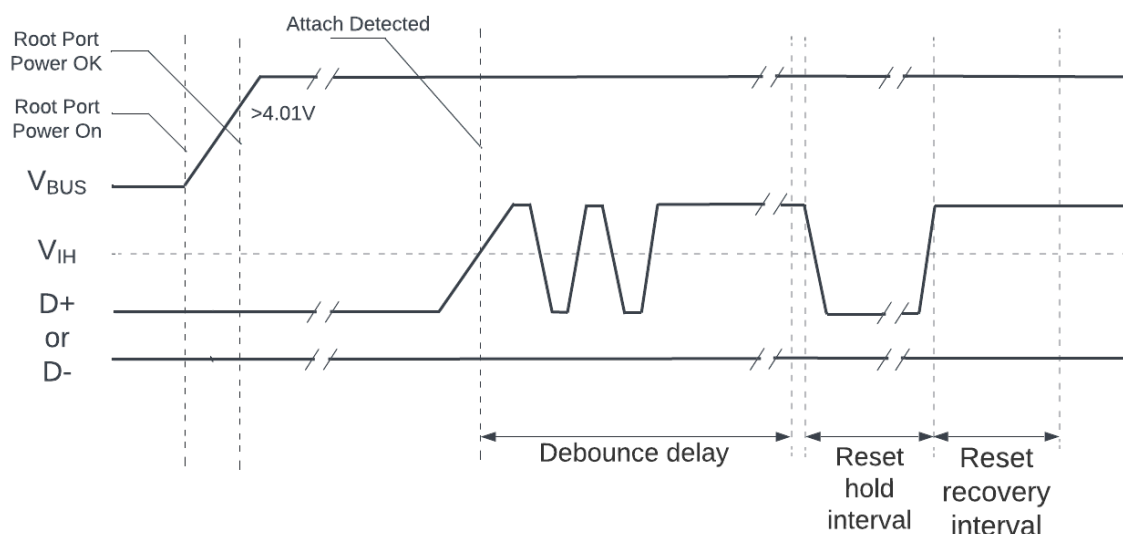 Attach Detected
Root Port
Power OK
>4.01V
Root Port
Power On
VBUS
VIH
D+
or
D-
Debounce delay
Reset
hold
interval
Reset
recovery
interval